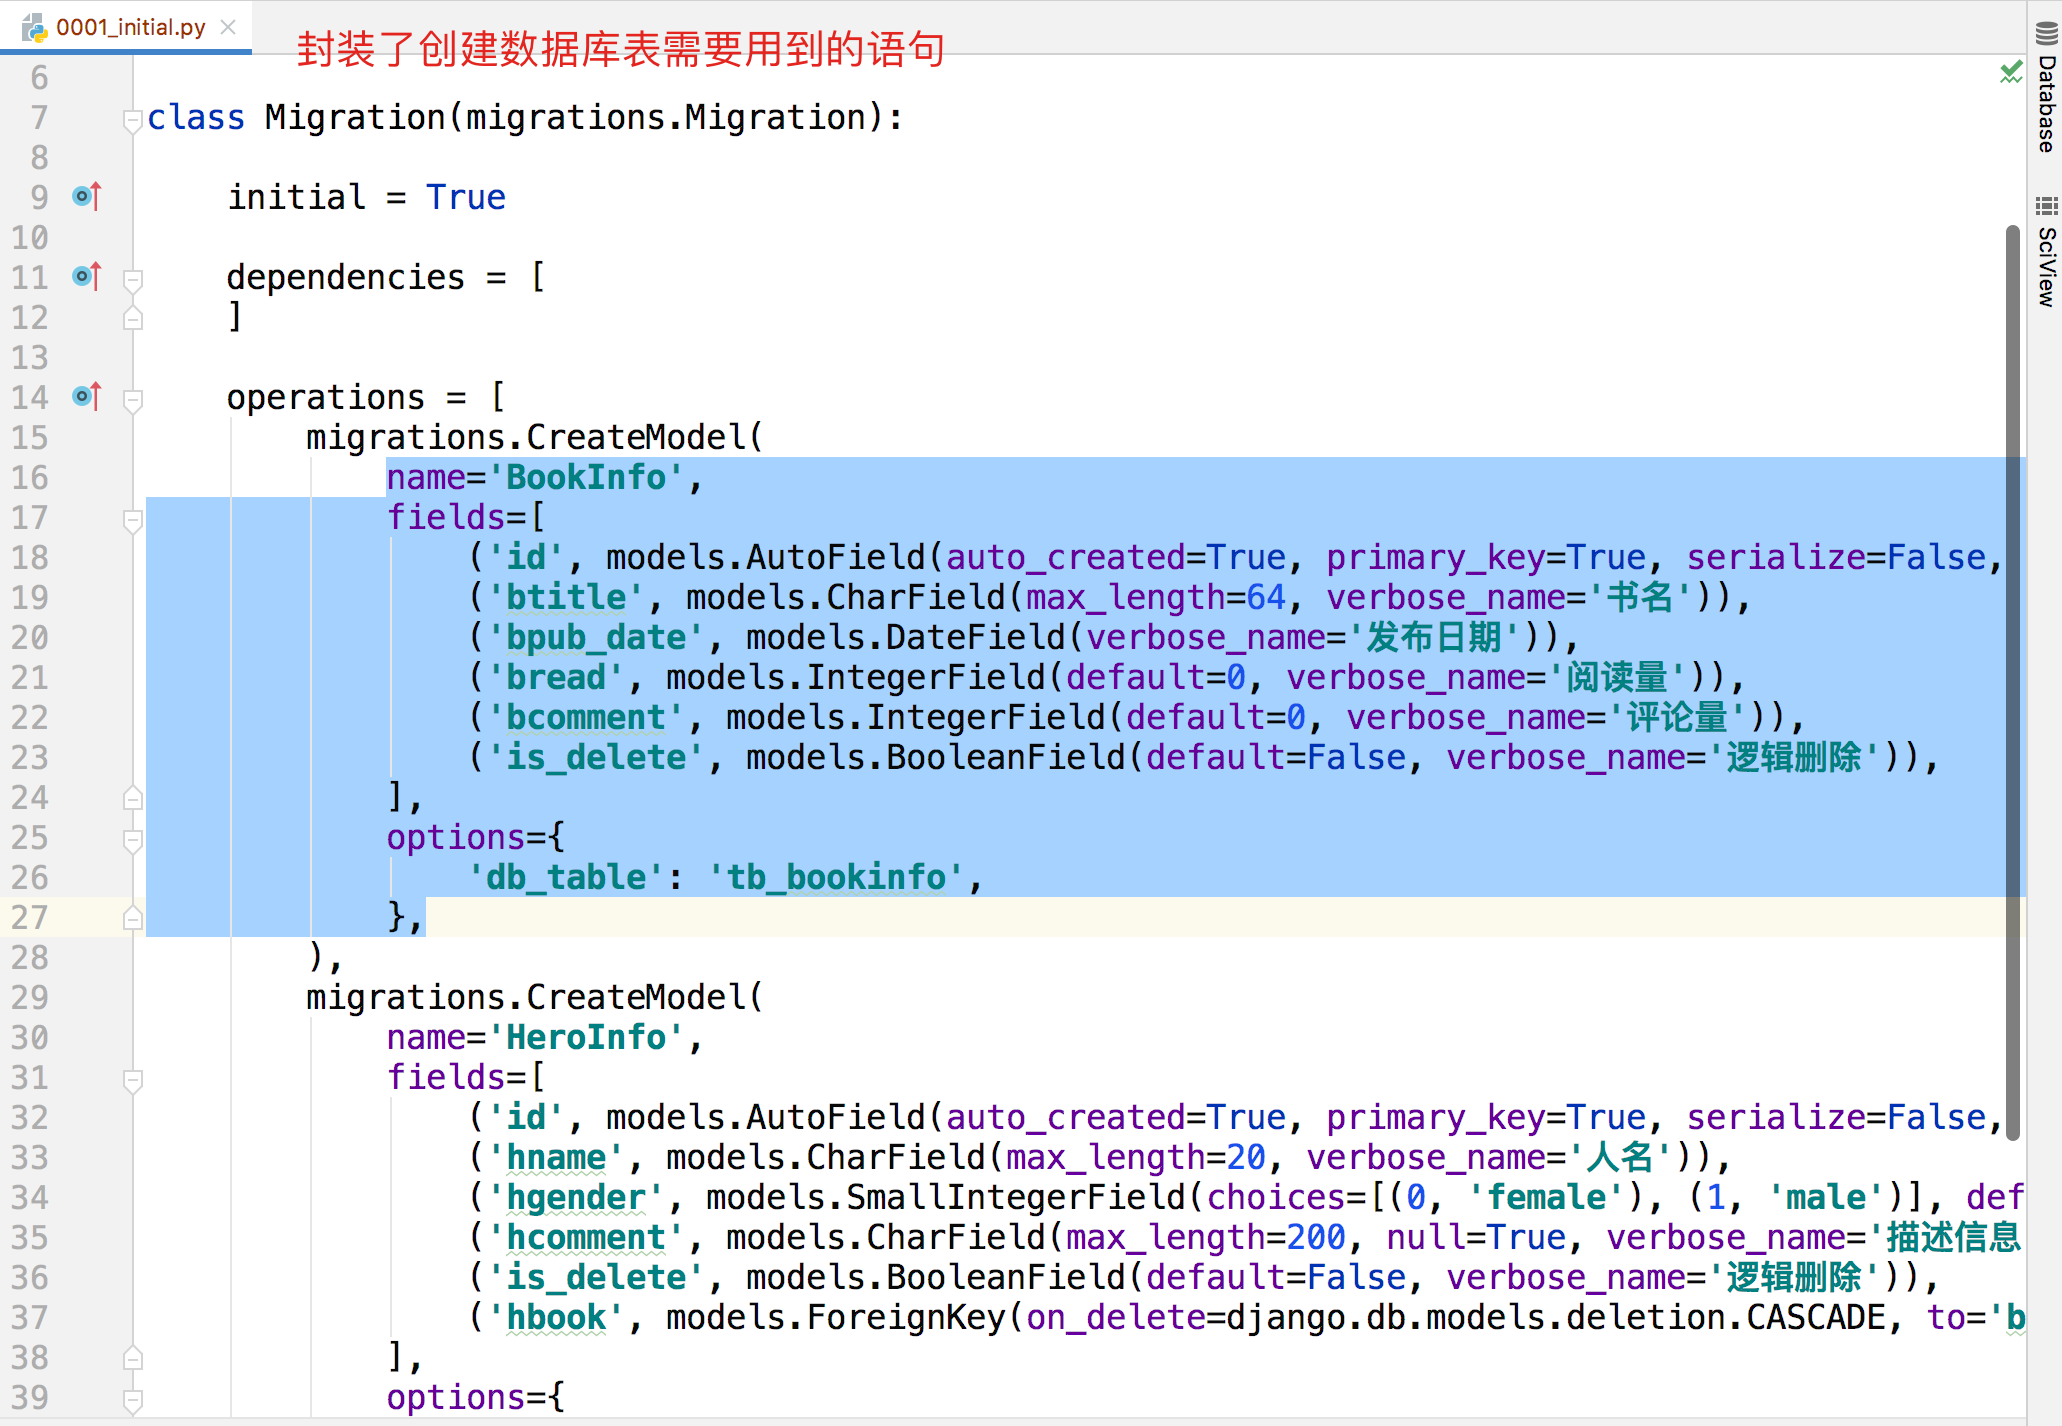 0001_initial.py
封装了创建数据库表需要用到的语句
6
7 class Migration(migrations.Migration):
8
9     initial = True
10
11     dependencies = [
12     ]
13
14     operations = [
15         migrations.CreateModel(
16             name='BookInfo',
17             fields=[
18                 ('id', models.AutoField(auto_created=True, primary_key=True, serialize=False,
19                 ('btitle', models.CharField(max_length=64, verbose_name='书名')),
20                 ('bpub_date', models.DateField(verbose_name='发布日期')),
21                 ('bread', models.IntegerField(default=0, verbose_name='阅读量')),
22                 ('bcomment', models.IntegerField(default=0, verbose_name='评论量')),
23                 ('is_delete', models.BooleanField(default=False, verbose_name='逻辑删除')),
24             ],
25             options={
26                 'db_table': 'tb_bookinfo',
27             },
28         ),
29         migrations.CreateModel(
30             name='HeroInfo',
31             fields=[
32                 ('id', models.AutoField(auto_created=True, primary_key=True, serialize=False,
33                 ('hname', models.CharField(max_length=20, verbose_name='人名')),
34                 ('hgender', models.SmallIntegerField(choices=[(0, 'female'), (1, 'male')], def
35                 ('hcomment', models.CharField(max_length=200, null=True, verbose_name='描述信息
36                 ('is_delete', models.BooleanField(default=False, verbose_name='逻辑删除')),
37                 ('hbook', models.ForeignKey(on_delete=django.db.models.deletion.CASCADE, to='b
38             ],
39             options={
Database
SciView